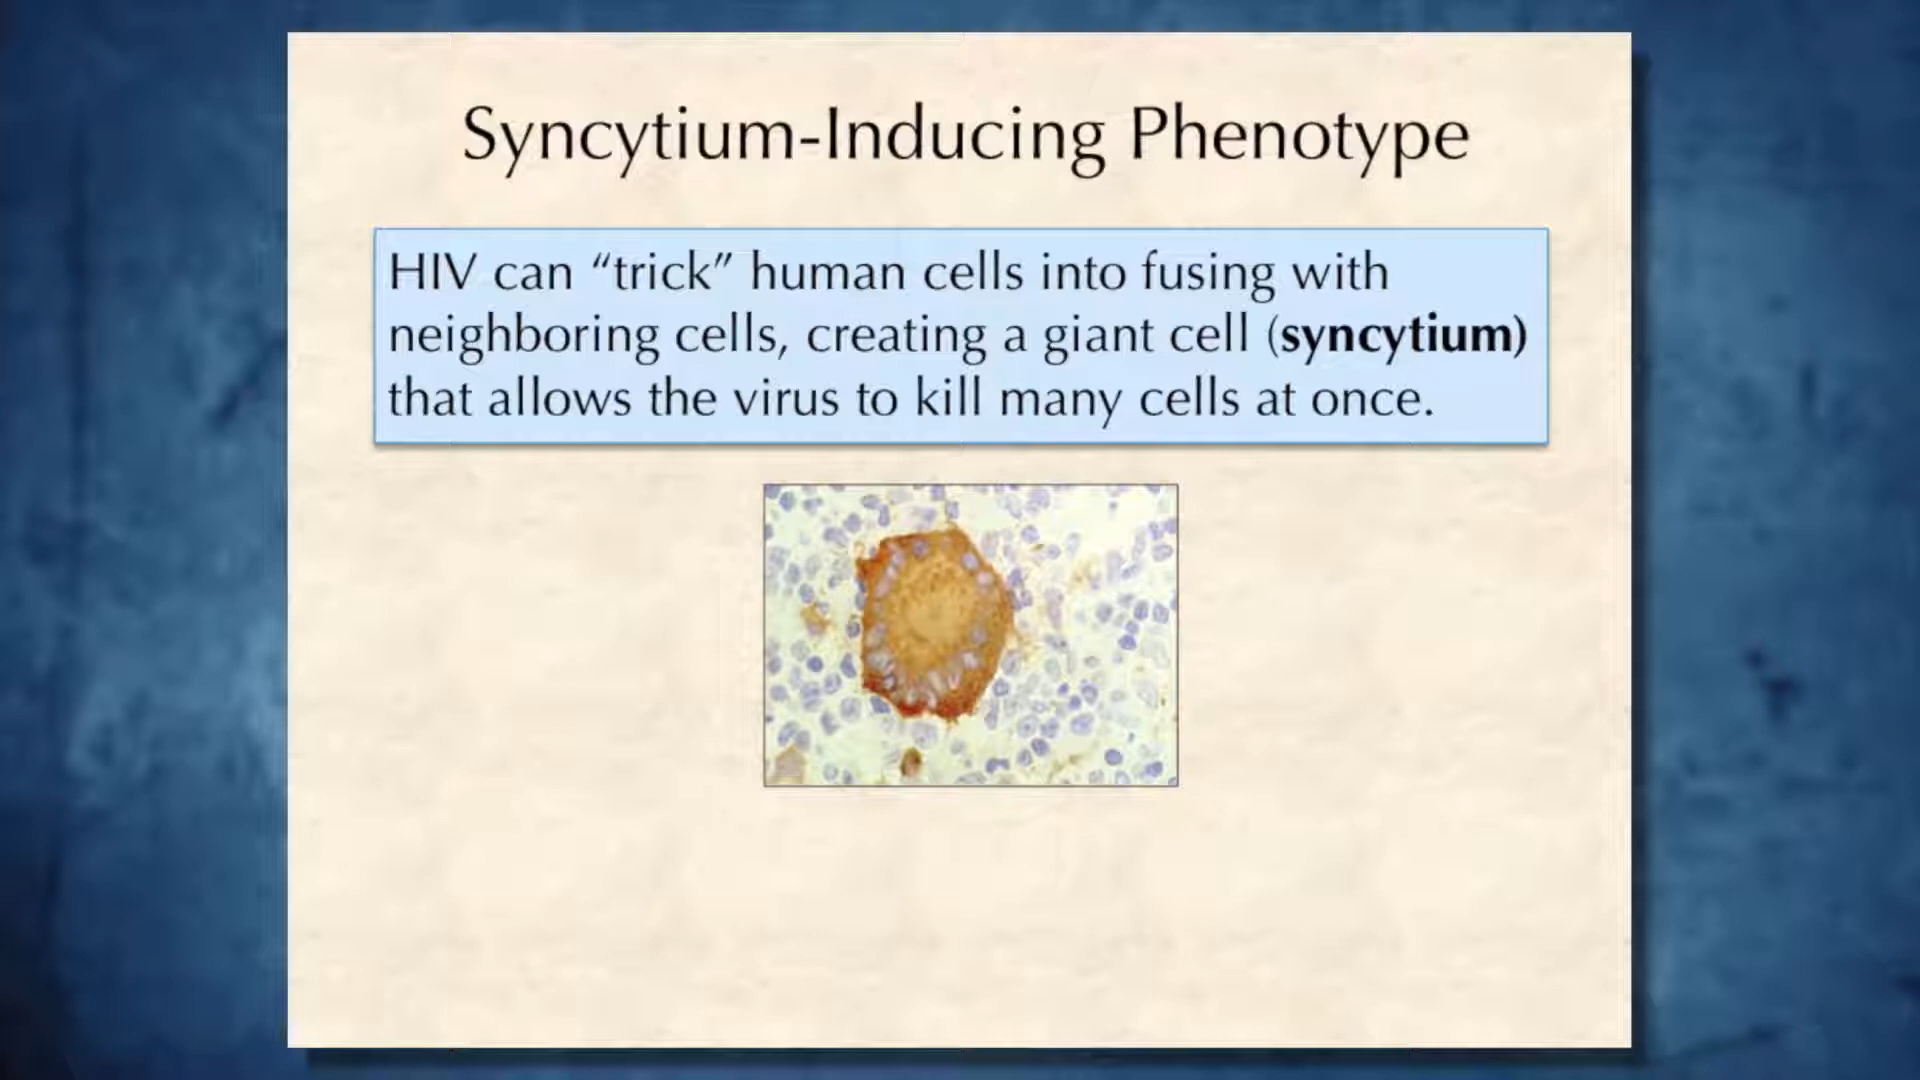 Syncytium-Inducing Phenotype
HIV can “trick” human cells into fusing with
neighboring cells, creating a giant cell (syncytium)
that allows the virus to kill many cells at once.